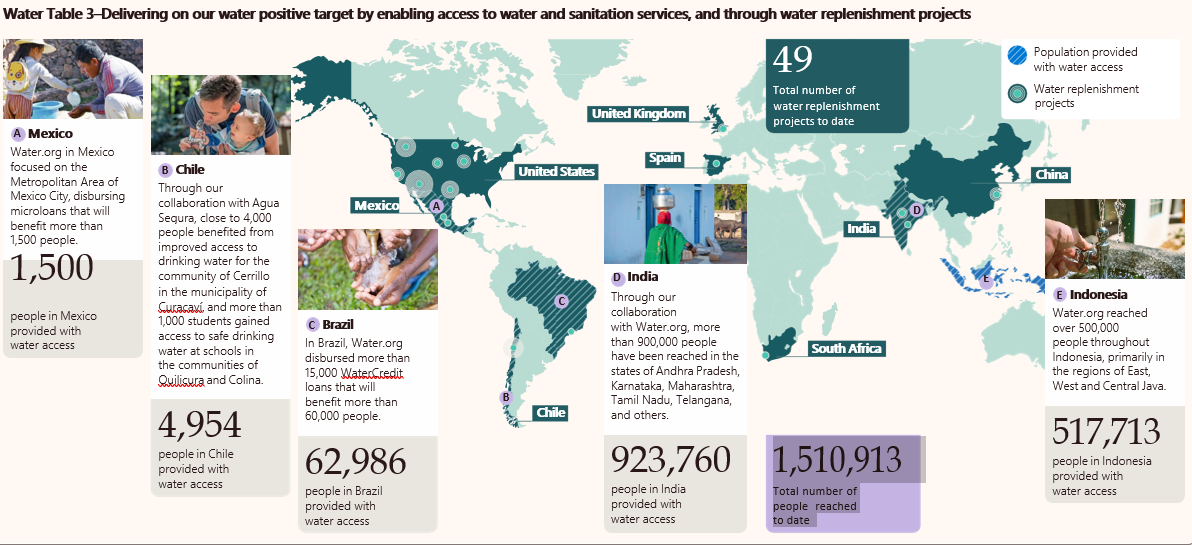 Water Table 3–Delivering on our water positive target by enabling access to water and sanitation services, and through water replenishment projects
A Mexico
Water.org in Mexico
focused on the
Metropolitan Area of
Mexico City, disbursing
microloans that will
benefit more than
1,500 people.
1,500
people in Mexico
provided with
water access
B Chile
Through our
collaboration with Agua
Segura, close to 4,000
people benefited from
improved access to
drinking water for the
community of Cerrillo
in the municipality of
Curacaví, and more than
1,000 students gained
access to safe drinking
water at schools in
the communities of
Quilicura and Colina.
4,954
people in Chile
provided with
water access
C Brazil
In Brazil, Water.org
disbursed more than
15,000 WaterCredit
loans that will
benefit more than
60,000 people.
62,986
people in Brazil
provided with
water access
United States
Mexico
A
C
B
Chile
United Kingdom
Spain
D India
Through our
collaboration
with Water.org, more
than 900,000 people
have been reached in the
states of Andhra Pradesh,
Karnataka, Maharashtra,
Tamil Nadu, Telangana,
and others.
923,760
people in India
provided with
water access
49
Total number of
water replenishment
projects to date
India
D
China
E
South Africa
1,510,913
Total number of
people reached
to date
Population provided
with water access
Water replenishment
projects
E Indonesia
Water.org reached
over 500,000
people throughout
Indonesia, primarily in
the regions of East,
West and Central Java.
517,713
people in Indonesia
provided with
water access